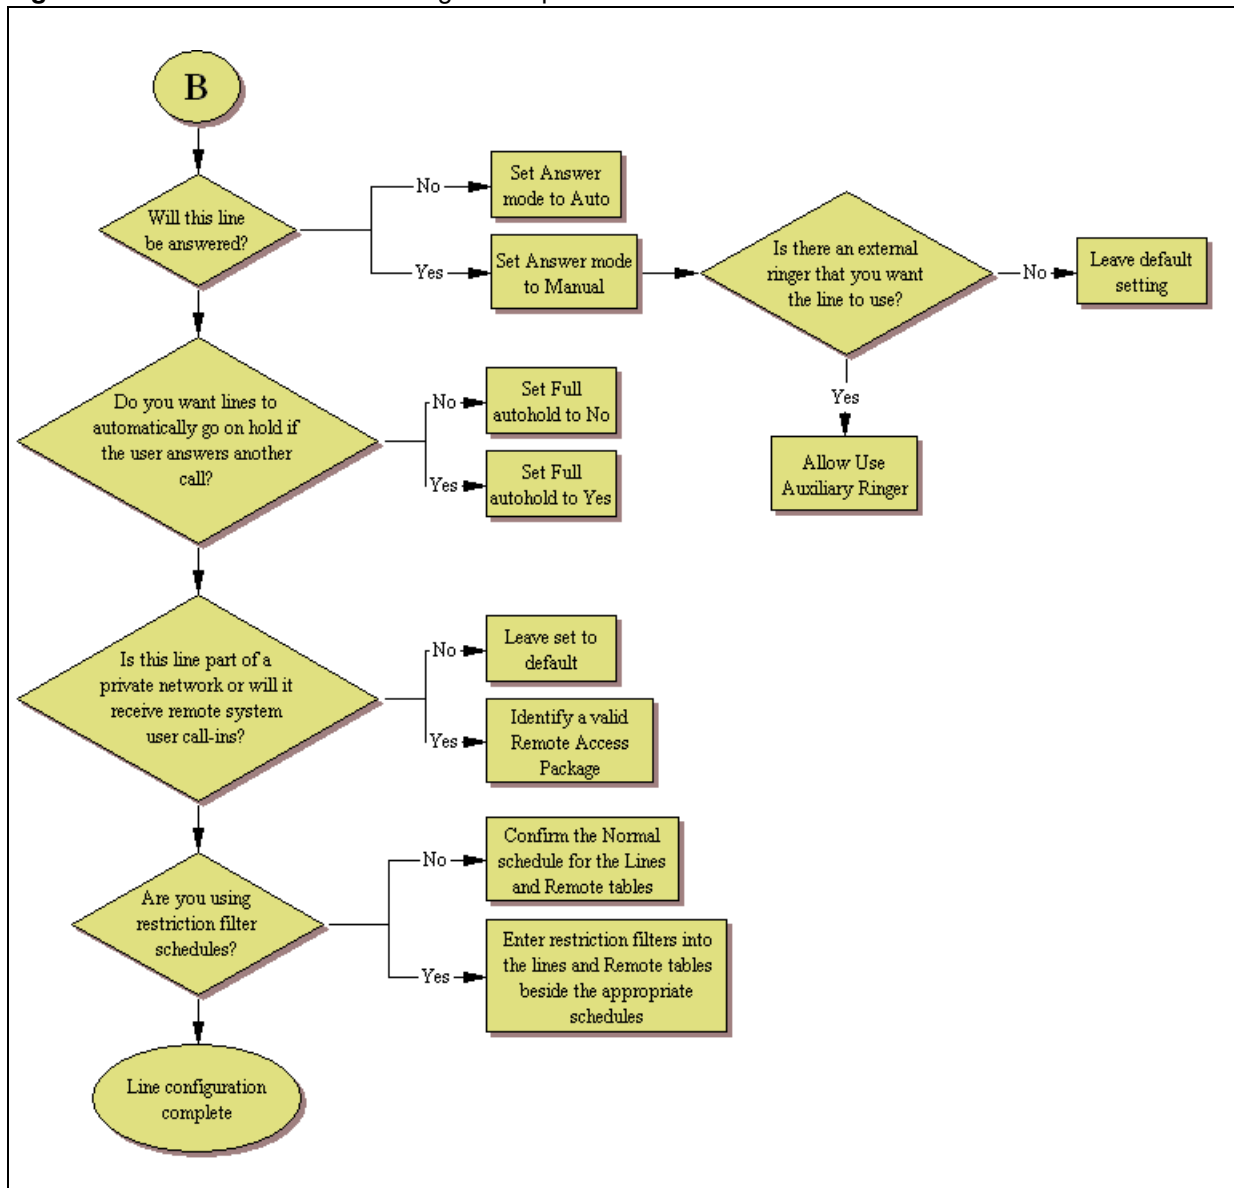 B
Will this line
be answered?
No
Set Answer
mode to Auto
Yes
Set Answer mode
to Manual
Is there an external
ringer that you want
the line to use?
No
Leave default
setting
Yes
Allow Use
Auxiliary Ringer
Do you want lines to
automatically go on hold if
the user answers another
call?
No
Set Full
autohold to No
Yes
Set Full
autohold to Yes
Is this line part of a
private network or will it
receive remote system
user call-ins?
No
Leave set to
default
Yes
Identify a valid
Remote Access
Package
Are you using
restriction filter
schedules?
No
Confirm the Normal
schedule for the Lines
and Remote tables
Yes
Enter restriction filters into
the lines and Remote tables
beside the appropriate
schedules
Line configuration
complete